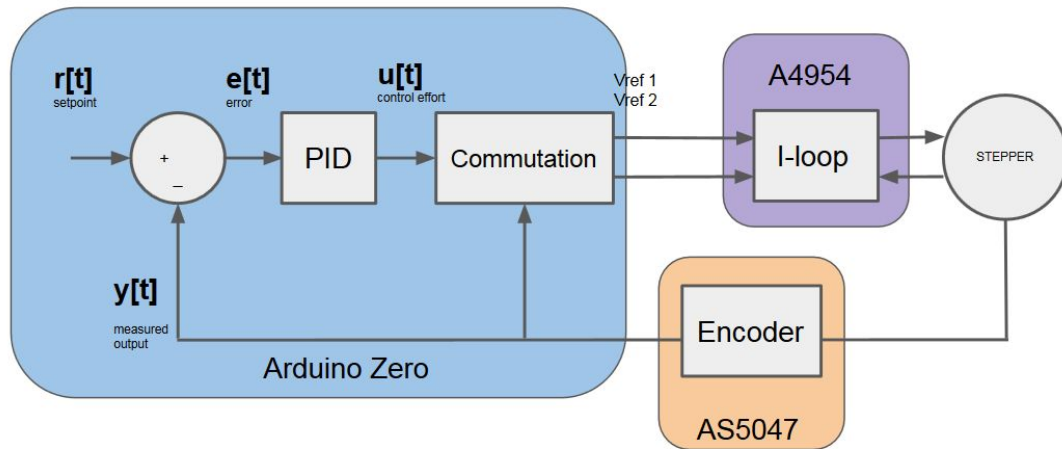 r[t]
setpoint
e[t]
error
u[t]
control effort
Vref 1
Vref 2
A4954
+
–
PID
Commutation
I-loop
STEPPER
y[t]
measured
output
Encoder
Arduino Zero
AS5047